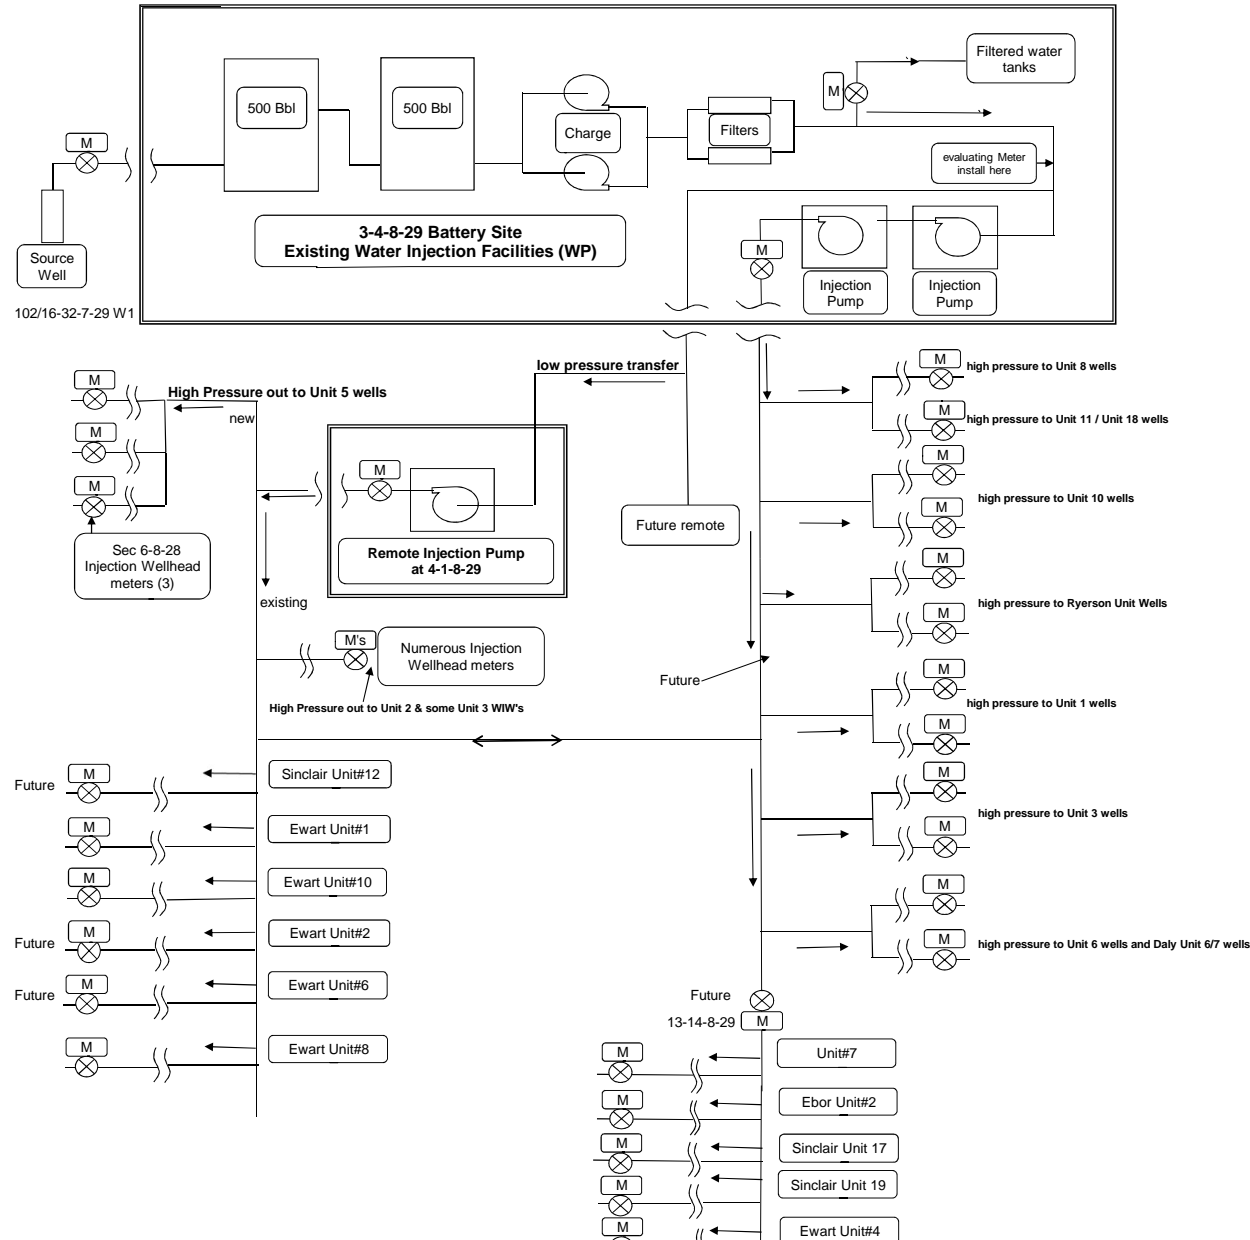 Filtered water
tanks
500 Bbl
500 Bbl
M
Charge
Filters
M
evaluating Meter
install here
3-4-8-29 Battery Site
Existing Water Injection Facilities (WP)
Source
Well
M
Injection
Pump
Injection
Pump
102/16-32-7-29 W1
low pressure transfer
M
high pressure to Unit 8 wells
M
High Pressure out to Unit 5 wells
new
M
high pressure to Unit 11 / Unit 18 wells
M
M
M
M
high pressure to Unit 10 wells
M
Future remote
Sec 6-8-28
Injection Wellhead
meters (3)
Remote Injection Pump
at 4-1-8-29
M
existing
high pressure to Ryerson Unit Wells
M
M's
Numerous Injection
Wellhead meters
Future
High Pressure out to Unit 2 & some Unit 3 WIW's
M
high pressure to Unit 1 wells
M
Future
M
Sinclair Unit#12
M
high pressure to Unit 3 wells
M
M
Ewart Unit#1
M
Ewart Unit#10
M
Future
M
Ewart Unit#2
high pressure to Unit 6 wells and Daly Unit 6/7 wells
M
Future
M
Ewart Unit#6
Future
13-14-8-29
M
M
Ewart Unit#8
M
Unit#7
M
Ebor Unit#2
M
Sinclair Unit 17
M
Sinclair Unit 19
M
Ewart Unit#4